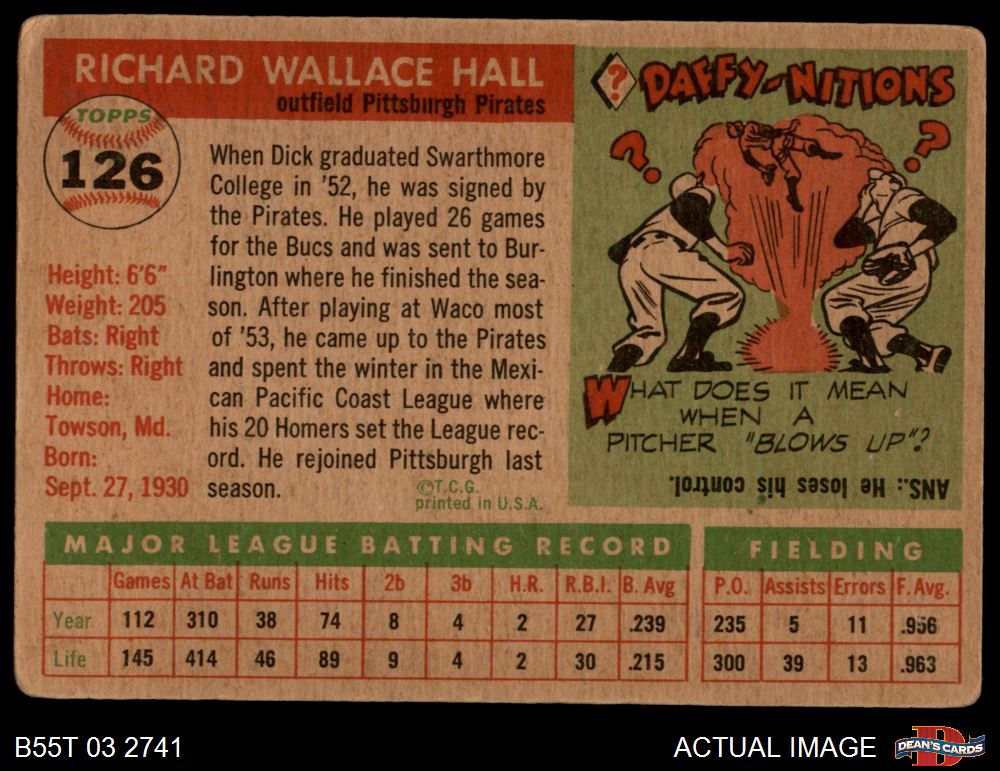 RICHARD WALLACE HALL
outfield Pittsburgh Pirates
TOPPS
126
Height: 6'6"
Weight: 205
Bats: Right
Throws: Right
Home:
Towson, Md.
Born:
Sept. 27, 1930
When Dick graduated Swarthmore
College in '52, he was signed by
the Pirates. He played 26 games
for the Bucs and was sent to Bur-
lington where he finished the sea-
son. After playing at Waco most
of '53, he came up to the Pirates
and spent the winter in the Mexi-
can Pacific Coast League where
his 20 Homers set the League rec-
ord. He rejoined Pittsburgh last
season.
©T.C.G.
printed in U.S.A.
? DAFFY-NITIONS
? ?
WHAT DOES IT MEAN
WHEN A
PITCHER "BLOWS UP"?
ANS.: He loses his control.
MAJOR LEAGUE BATTING RECORD
Games At Bat Runs Hits 2b 3b H.R. R.B.I. B. Avg
Year 112 310 38 74 8 4 2 27 .239
Life 145 414 46 89 9 4 2 30 .215
FIELDING
P.O. Assists Errors F. Avg.
235 5 11 .956
300 39 13 .963
B55T 03 2741
ACTUAL IMAGE
D
DEAN'S CARDS